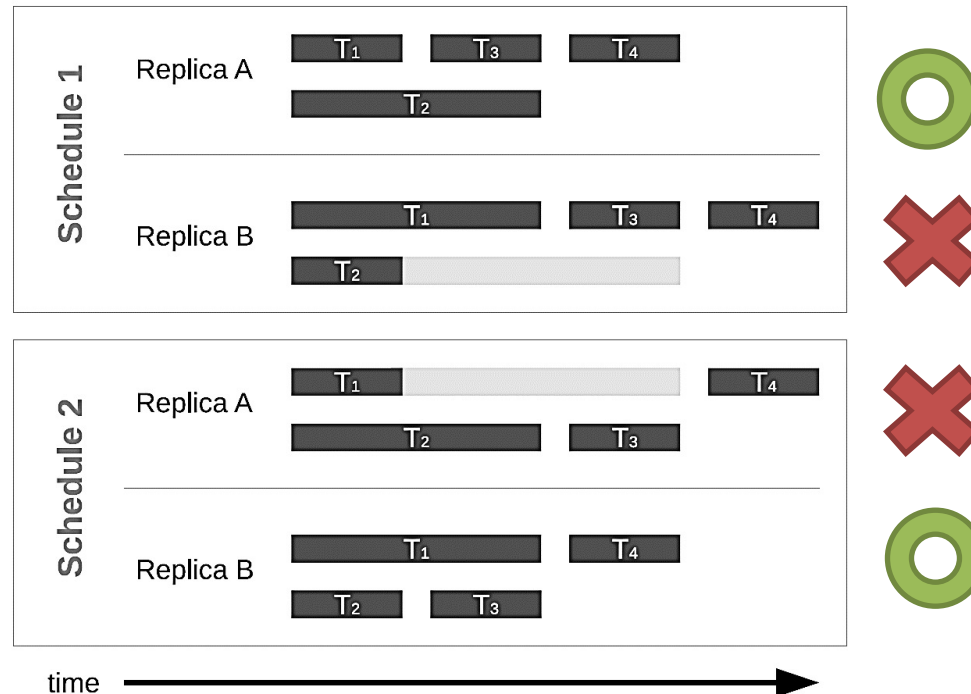 Schedule 1
Replica A
T₁ T₃ T₄
T₂
Replica B
T₁ T₃ T₄
T₂
Schedule 2
Replica A
T₁ T₄
T₂ T₃
Replica B
T₁ T₄
T₂ T₃
time